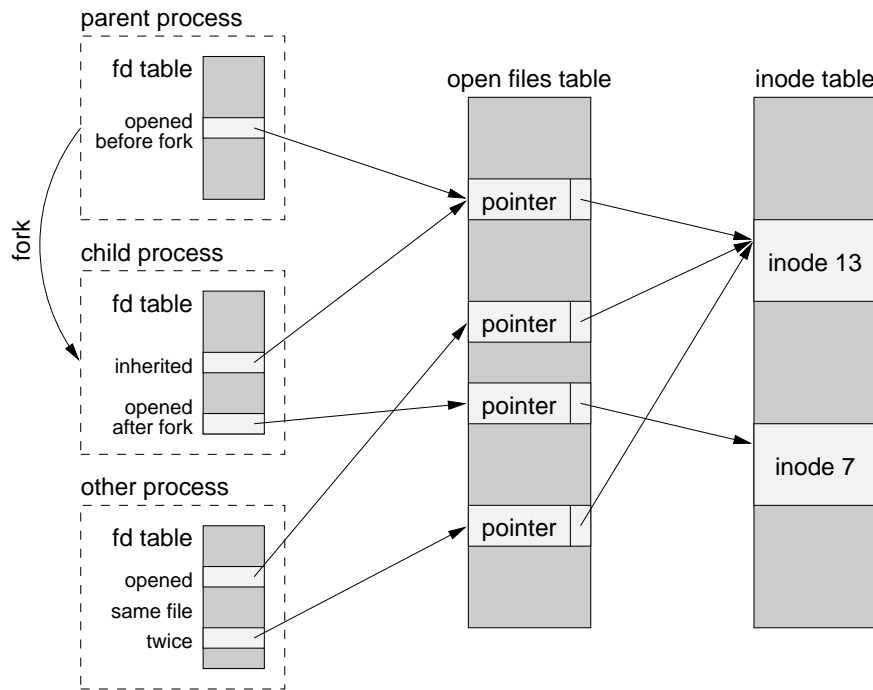 parent process
fd table
opened
before fork
fork
child process
fd table
inherited
opened
after fork
other process
fd table
opened
same file
twice
open files table
pointer
pointer
pointer
pointer
inode table
inode 13
inode 7